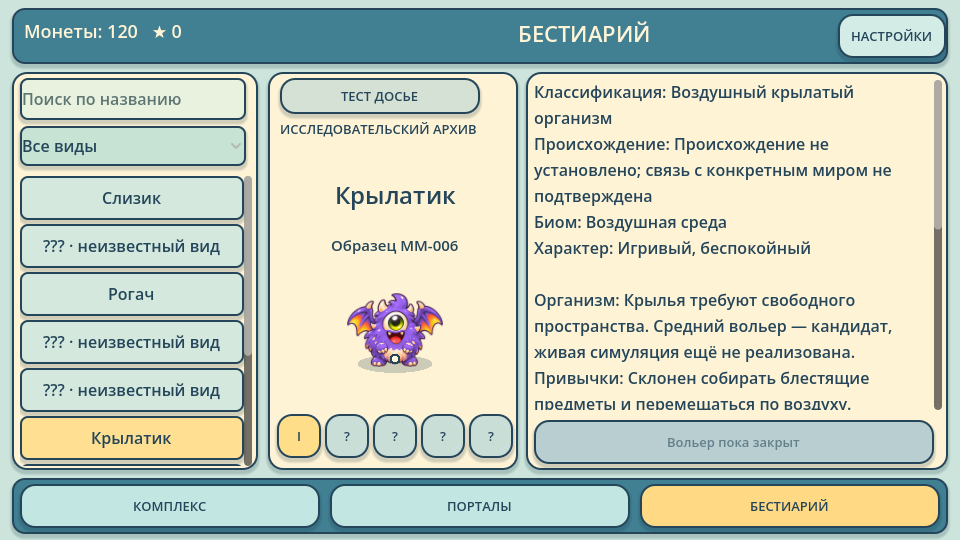 Монеты: 120 ★ 0
БЕСТИАРИЙ
НАСТРОЙКИ
Поиск по названию
Все виды
Слизик
??? · неизвестный вид
Рогач
??? · неизвестный вид
??? · неизвестный вид
Крылатик
ТЕСТ ДОСЬЕ
ИССЛЕДОВАТЕЛЬСКИЙ АРХИВ
Крылатик
Образец ММ-006
I ? ? ? ?
Классификация: Воздушный крылатый
организм
Происхождение: Происхождение не
установлено; связь с конкретным миром не
подтверждена
Биом: Воздушная среда
Характер: Игривый, беспокойный
Организм: Крылья требуют свободного
пространства. Средний вольер — кандидат,
живая симуляция ещё не реализована.
Привычки: Склонен собирать блестящие
предметы и перемещаться по воздуху.
Вольер пока закрыт
КОМПЛЕКС
ПОРТАЛЫ
БЕСТИАРИЙ